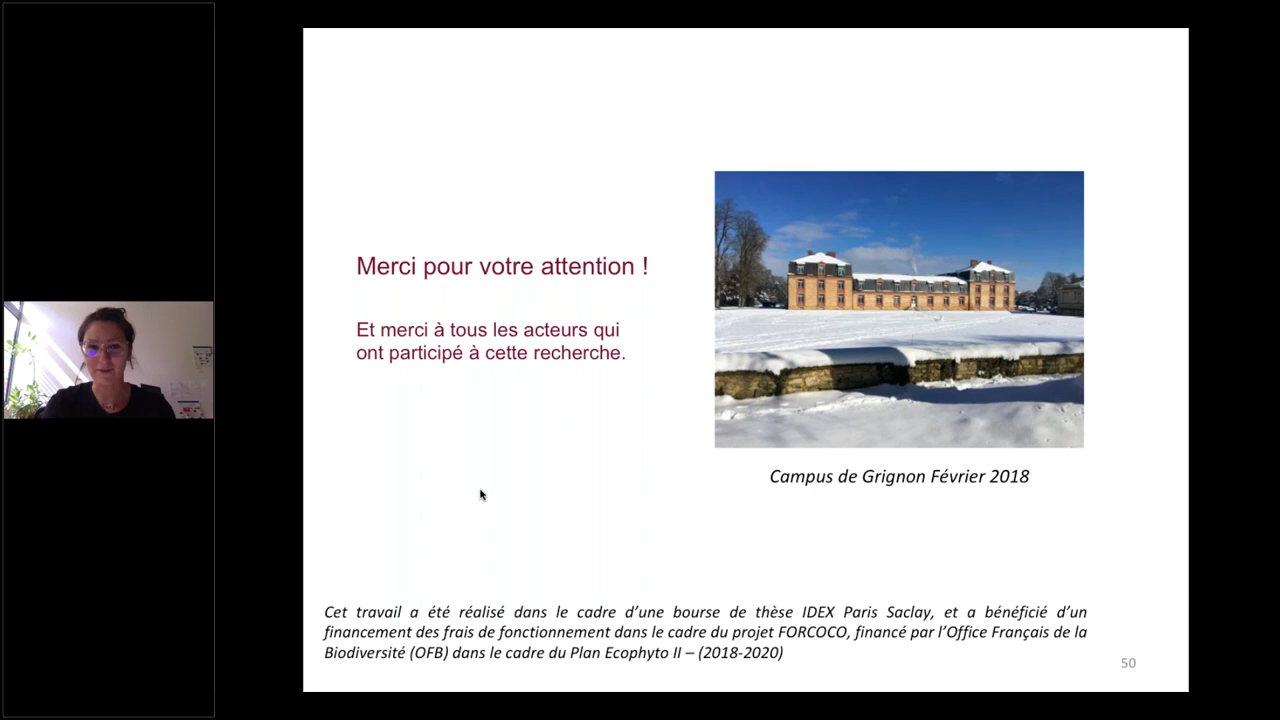 Merci pour votre attention !
Et merci à tous les acteurs qui
ont participé à cette recherche.
Campus de Grignon Février 2018
Cet travail a été réalisé dans le cadre d’une bourse de thèse IDEX Paris Saclay, et a bénéficié d’un
financement des frais de fonctionnement dans le cadre du projet FORCOCO, financé par l’Office Français de la
Biodiversité (OFB) dans le cadre du Plan Ecophyto II – (2018-2020)
50